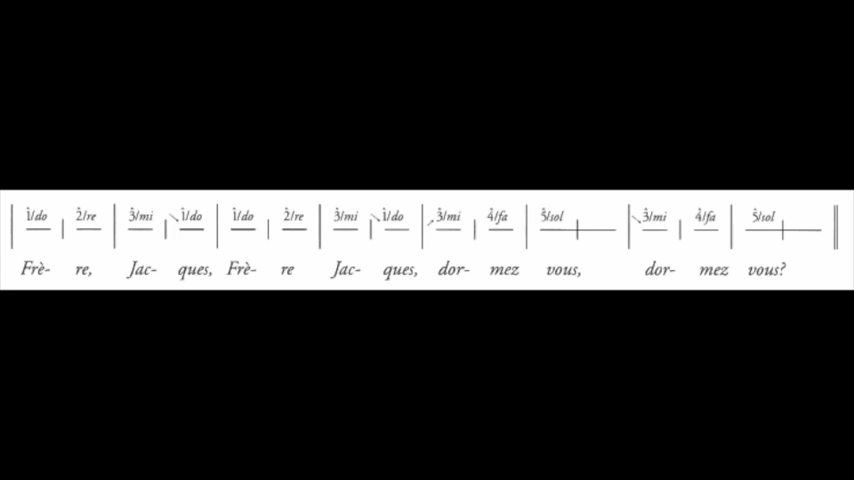 1̂/do 2̂/re 3̂/mi 1̂/do 1̂/do 2̂/re 3̂/mi 1̂/do 3̂/mi 4̂/fa 5̂/sol 3̂/mi 4̂/fa 5̂/sol
Frè- re, Jac- ques, Frè- re Jac- ques, dor- mez vous, dor- mez vous?